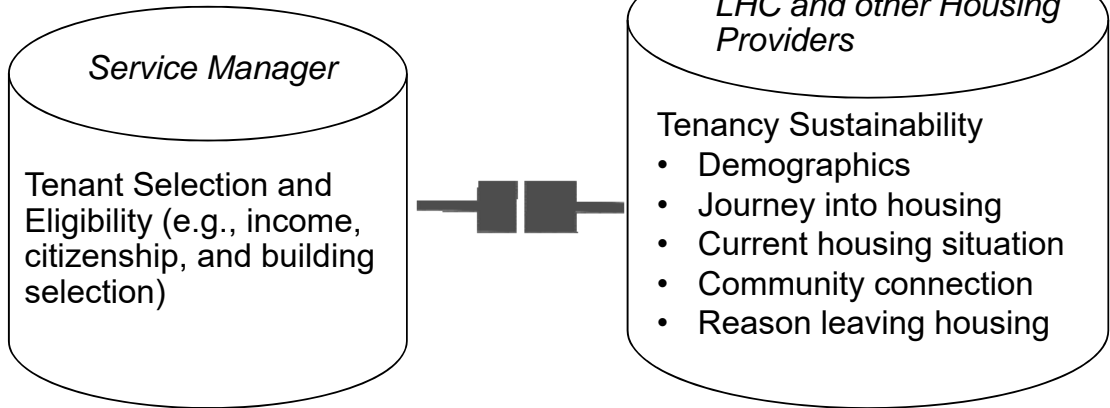 Service Manager
Tenant Selection and
Eligibility (e.g., income,
citizenship, and building
selection)
LHC and other Housing
Providers
Tenancy Sustainability
• Demographics
• Journey into housing
• Current housing situation
• Community connection
• Reason leaving housing